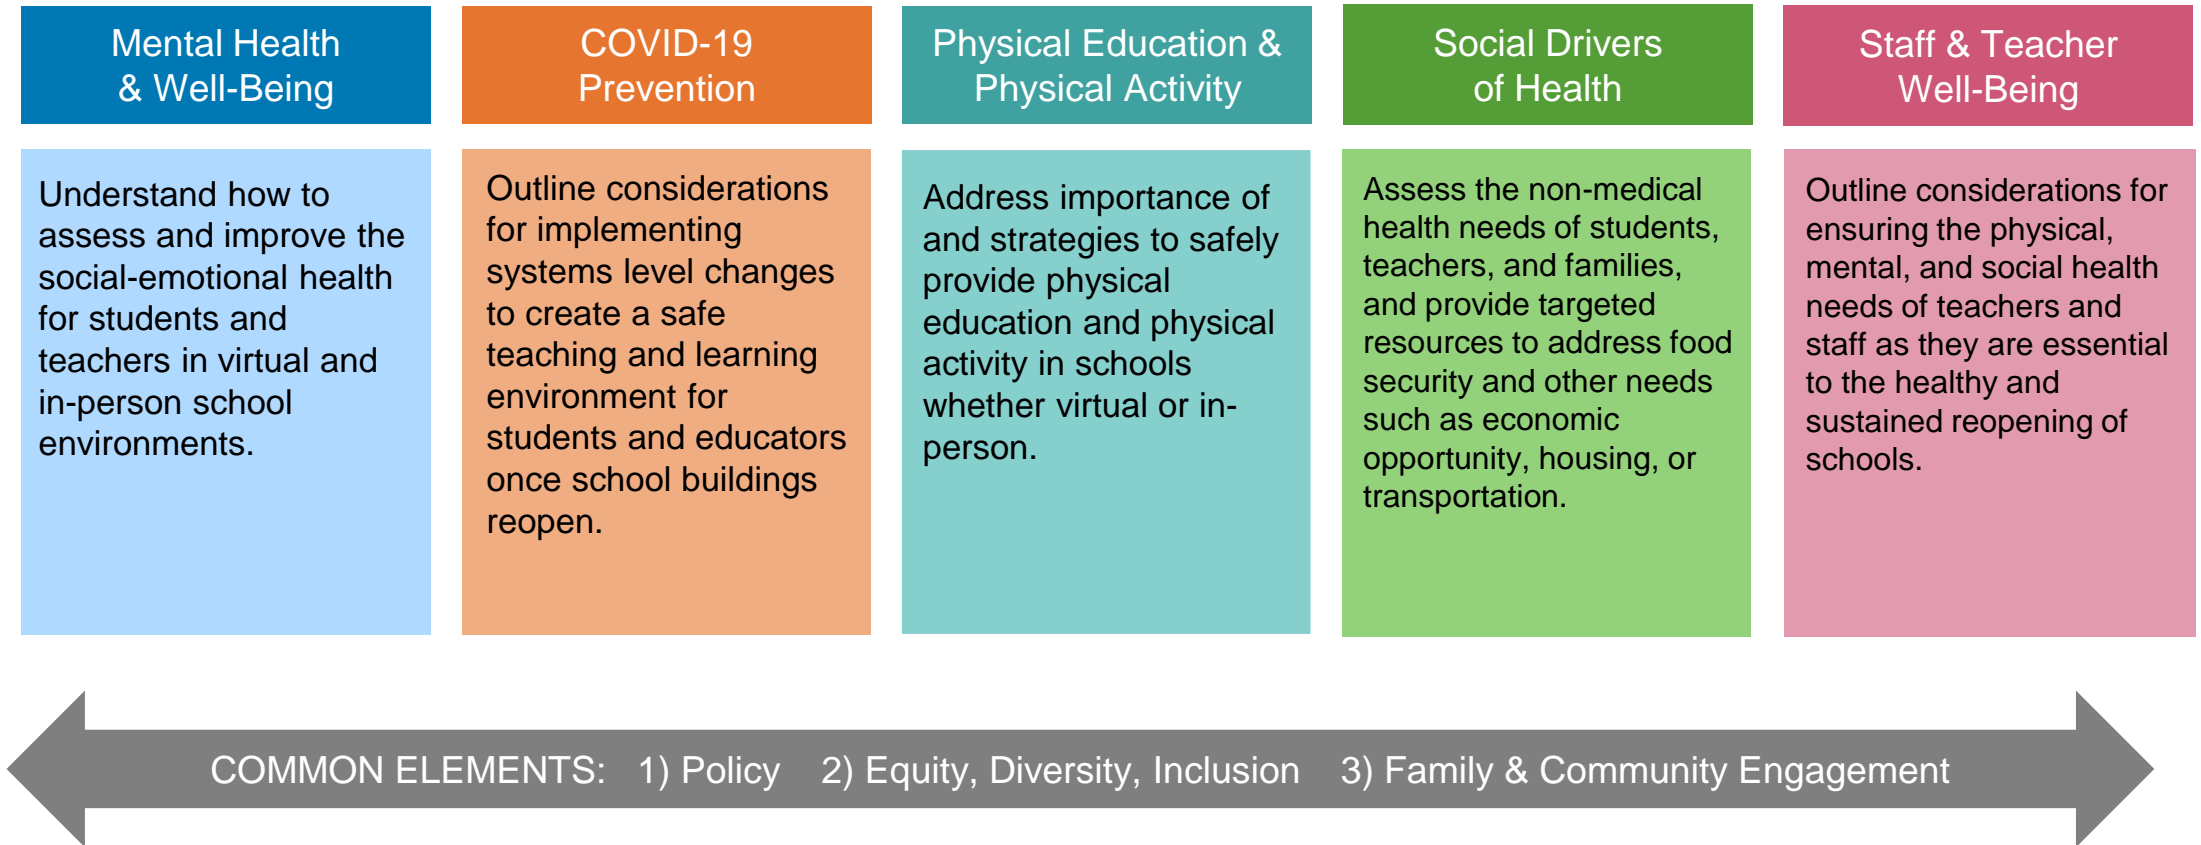 Mental Health
& Well-Being
COVID-19
Prevention
Physical Education &
Physical Activity
Social Drivers
of Health
Staff & Teacher
Well-Being
Understand how to
assess and improve the
social-emotional health
for students and
teachers in virtual and
in-person school
environments.
Outline considerations
for implementing
systems level changes
to create a safe
teaching and learning
environment for
students and educators
once school buildings
reopen.
Address importance of
and strategies to safely
provide physical
education and physical
activity in schools
whether virtual or in-
person.
Assess the non-medical
health needs of students,
teachers, and families,
and provide targeted
resources to address food
security and other needs
such as economic
opportunity, housing, or
transportation.
Outline considerations for
ensuring the physical,
mental, and social health
needs of teachers and
staff as they are essential
to the healthy and
sustained reopening of
schools.
COMMON ELEMENTS: 1) Policy 2) Equity, Diversity, Inclusion 3) Family & Community Engagement